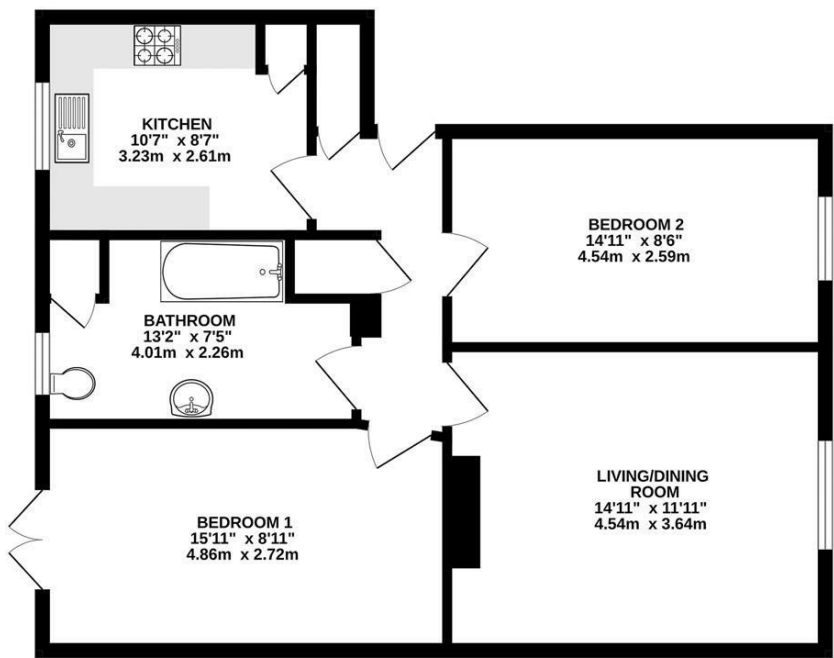 KITCHEN
10'7" x 8'7"
3.23m x 2.61m
BEDROOM 2
14'11" x 8'6"
4.54m x 2.59m
BATHROOM
13'2" x 7'5"
4.01m x 2.26m
LIVING/DINING
ROOM
14'11" x 11'11"
4.54m x 3.64m
BEDROOM 1
15'11" x 8'11"
4.86m x 2.72m